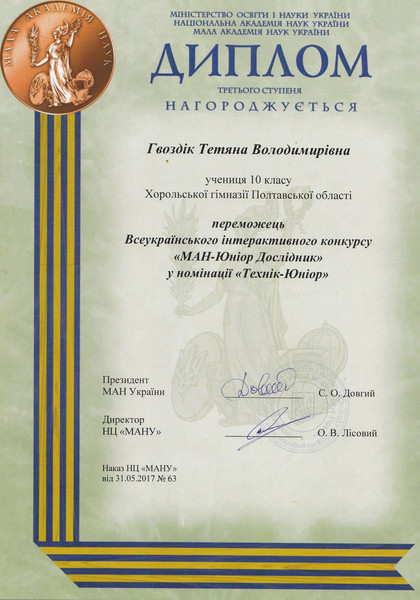 МАЛА АКАДЕМІЯ НАУК
МІНІСТЕРСТВО ОСВІТИ І НАУКИ УКРАЇНИ
НАЦІОНАЛЬНА АКАДЕМІЯ НАУК УКРАЇНИ
МАЛА АКАДЕМІЯ НАУК УКРАЇНИ
ДИПЛОМ
ТРЕТЬОГО СТУПЕНЯ
НАГОРОДЖУЄТЬСЯ
Гвоздік Тетяна Володимирівна
учениця 10 класу
Хорольської гімназії Полтавської області
переможець
Всеукраїнського інтерактивного конкурсу
«МАН-Юніор Дослідник»
у номінації «Технік-Юніор»
Президент
МАН України
С. О. Довгий
Директор
НЦ «МАНУ»
О. В. Лісовий
Наказ НЦ «МАНУ»
від 31.05.2017 № 63